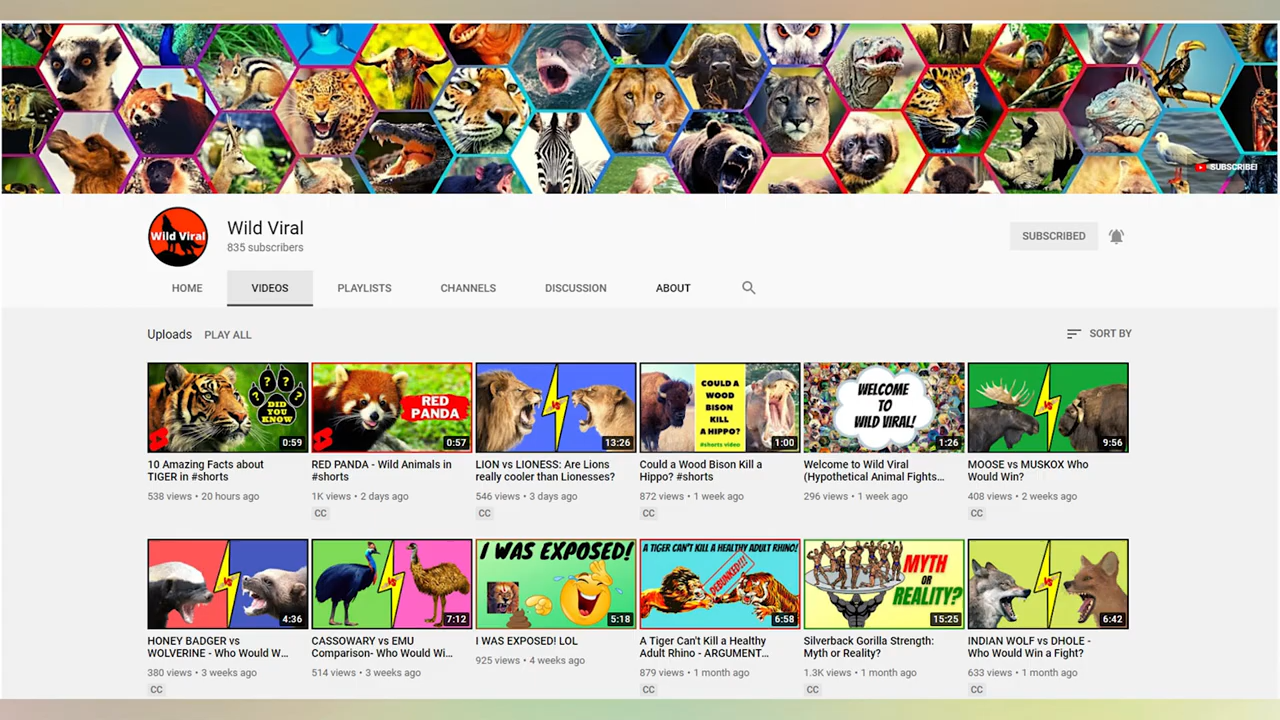 SUBSCRIBE!
Wild Viral
Wild Viral
835 subscribers
SUBSCRIBED
HOME
VIDEOS
PLAYLISTS
CHANNELS
DISCUSSION
ABOUT
Uploads
PLAY ALL
SORT BY
DID
YOU
KNOW
0:59
10 Amazing Facts about
TIGER in #shorts
538 views • 20 hours ago
RED
PANDA
0:57
RED PANDA - Wild Animals in
#shorts
1K views • 2 days ago
CC
VS
13:26
LION vs LIONESS: Are Lions
really cooler than Lionesses?
546 views • 3 days ago
CC
COULD A
WOOD
BISON
KILL
A HIPPO?
#shorts video
1:00
Could a Wood Bison Kill a
Hippo? #shorts
872 views • 1 week ago
CC
WELCOME
TO
WILD VIRAL!
1:26
Welcome to Wild Viral
(Hypothetical Animal Fights...
296 views • 1 week ago
VS
9:56
MOOSE vs MUSKOX Who
Would Win?
408 views • 2 weeks ago
CC
VS
4:36
HONEY BADGER vs
WOLVERINE - Who Would W...
380 views • 3 weeks ago
CC
VS
7:12
CASSOWARY vs EMU
Comparison- Who Would Wi...
514 views • 3 weeks ago
I WAS EXPOSED!
5:18
I WAS EXPOSED! LOL
925 views • 4 weeks ago
A TIGER CAN'T KILL A HEALTHY ADULT RHINO!
DEBUNKED!!!
6:58
A Tiger Can't Kill a Healthy
Adult Rhino - ARGUMENT...
879 views • 1 month ago
CC
MYTH
OR
REALITY?
15:25
Silverback Gorilla Strength:
Myth or Reality?
1.3K views • 1 month ago
CC
VS
6:42
INDIAN WOLF vs DHOLE -
Who Would Win a Fight?
633 views • 1 month ago
CC